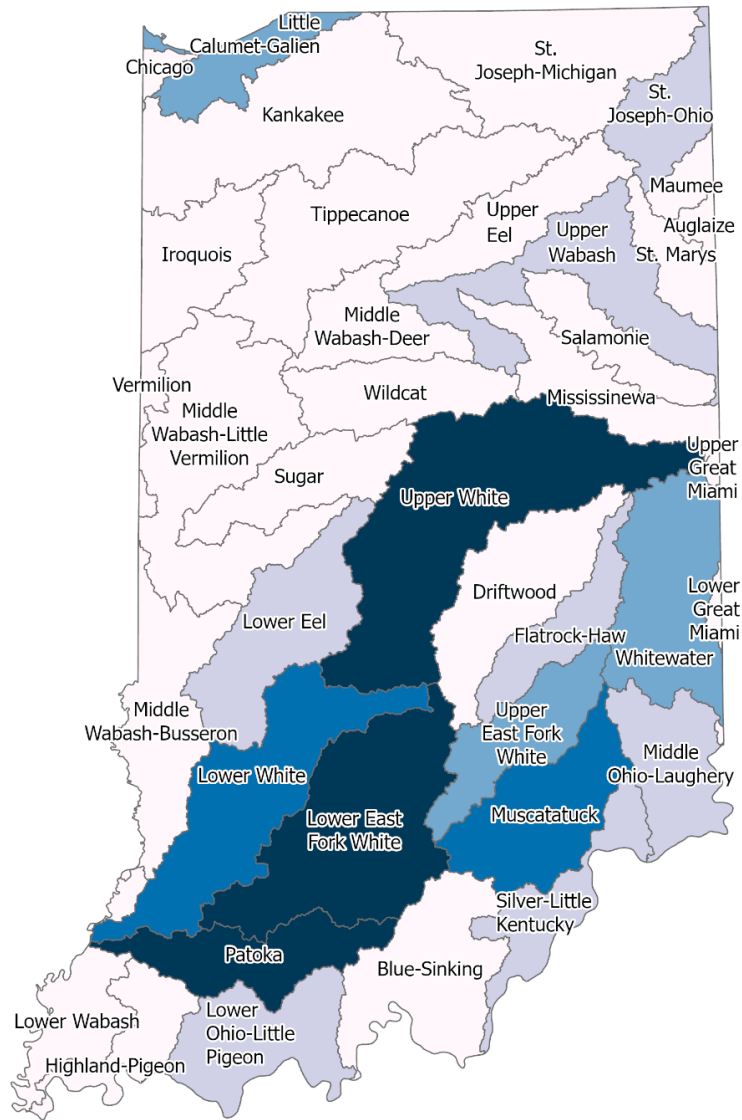 Little
Calumet-Galien
Chicago
St.
Joseph-Michigan
Kankakee
St.
Joseph-Ohio
Maumee
Tippecanoe
Upper
Eel
Auglaize
Upper
Wabash
St. Marys
Iroquois
Middle
Wabash-Deer
Salamonie
Vermilion
Wildcat
Mississinewa
Middle
Wabash-Little
Vermilion
Upper
Great
Miami
Sugar
Upper White
Driftwood
Lower
Great
Miami
Lower Eel
Flatrock-Haw
Whitewater
Middle
Wabash-Busseron
Upper
East Fork
White
Middle
Ohio-Laughery
Lower White
Lower East
Fork White
Muscatatuck
Silver-Little
Kentucky
Patoka
Blue-Sinking
Lower Wabash
Lower
Ohio-Little
Pigeon
Highland-Pigeon